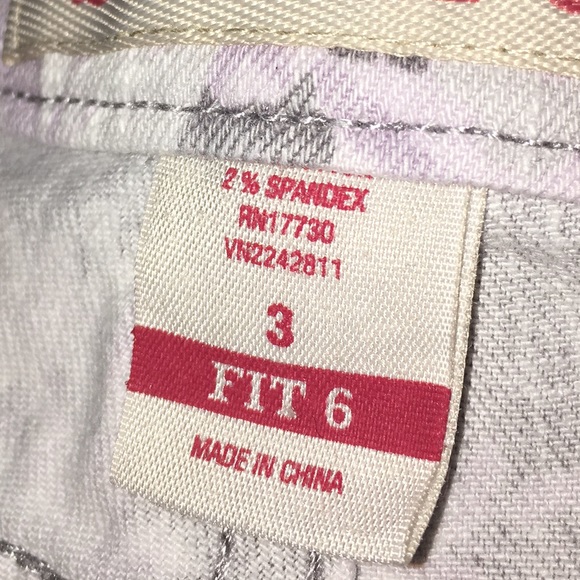 2% SPANDEX
RN17730
VN2242811
3
FIT 6
MADE IN CHINA